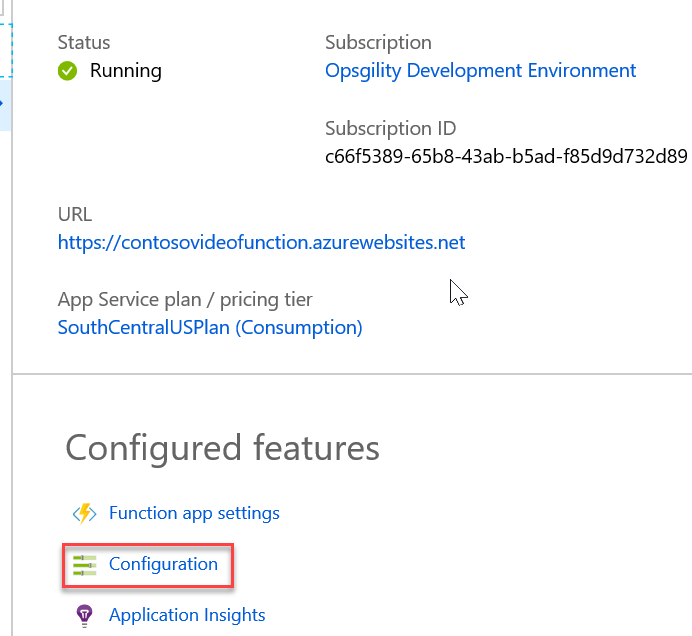 Status
Running
Subscription
Opsgility Development Environment
Subscription ID
c66f5389-65b8-43ab-b5ad-f85d9d732d89
URL
https://contosovideofunction.azurewebsites.net
App Service plan / pricing tier
SouthCentralUSPlan (Consumption)
Configured features
Function app settings
Configuration
Application Insights